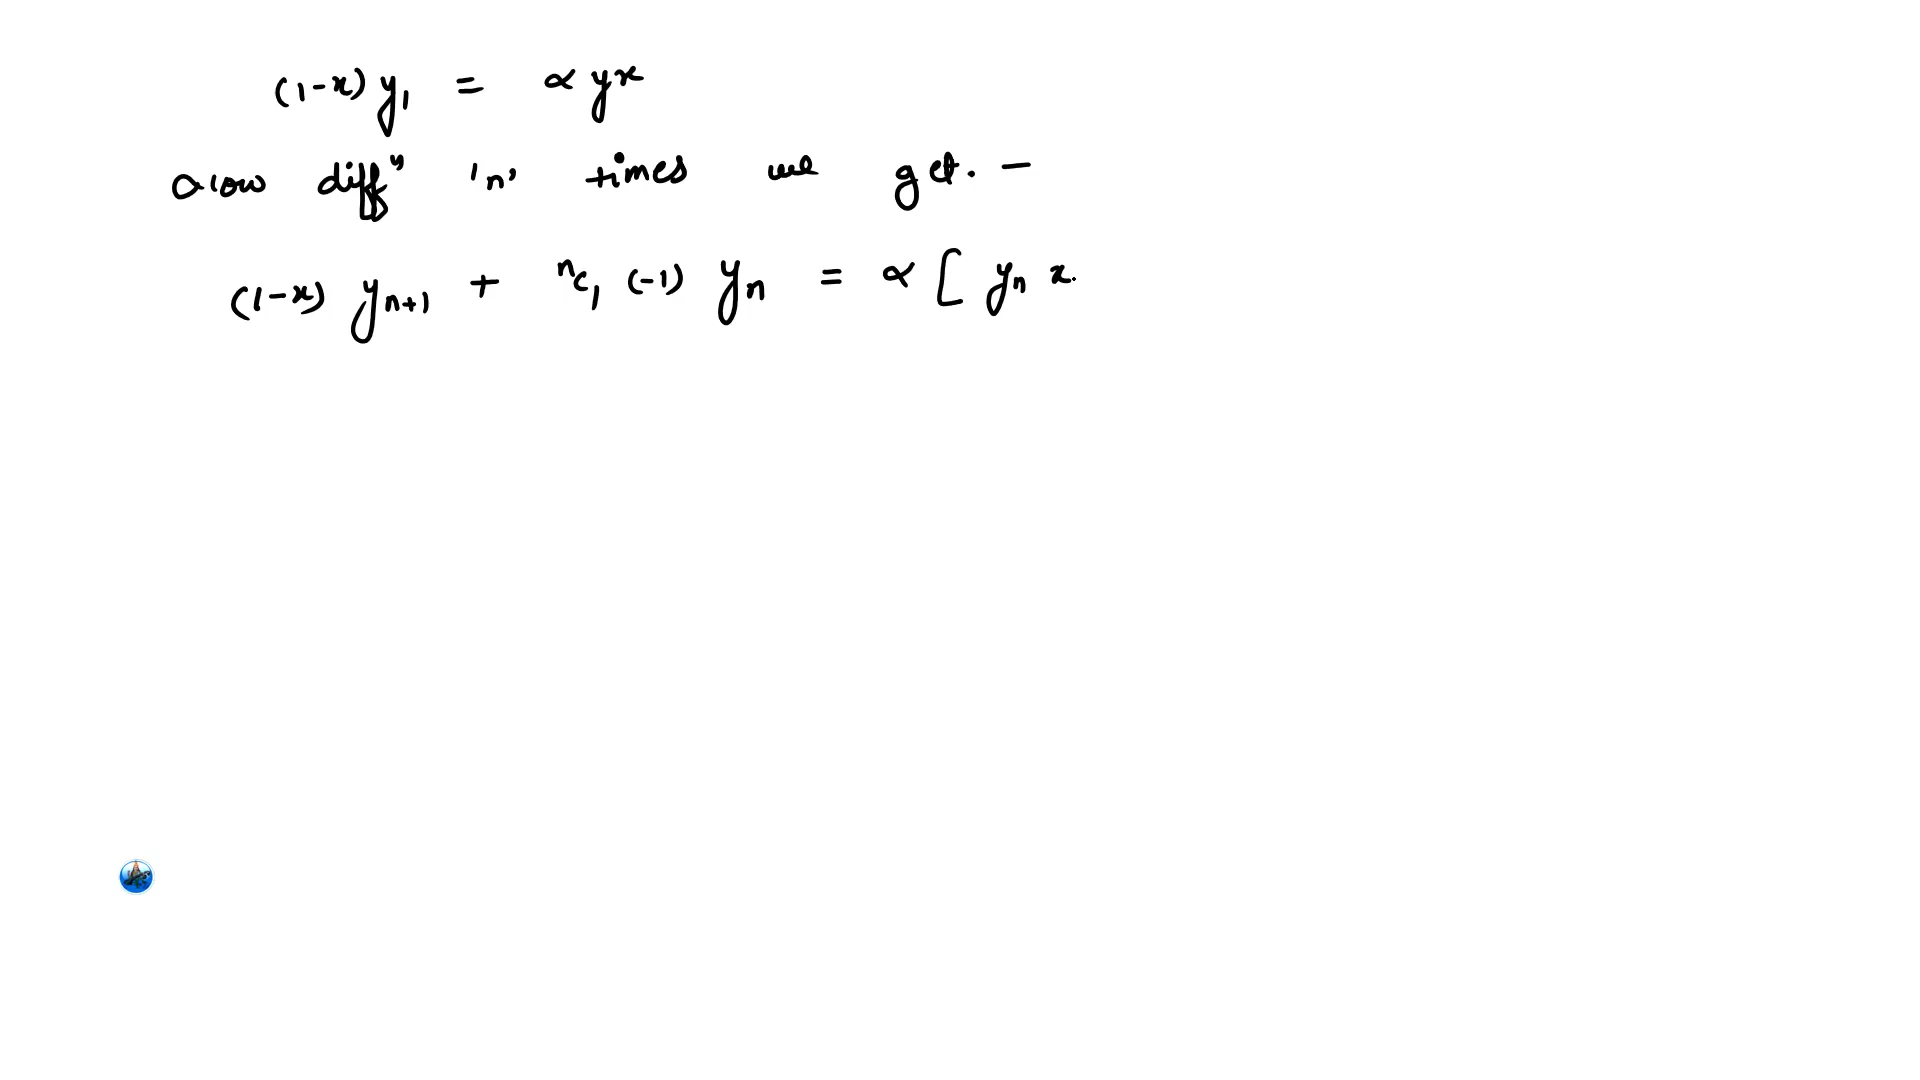 (1-x) y₁ = α y x
now diffⁿ 'n' times we get. -
(1-x) yₙ₊₁ + ⁿC₁ (-1) yₙ = α [ yₙ x.